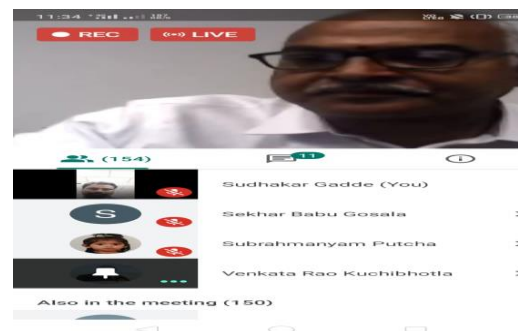 11:34
REC
LIVE
(154)
11
Sudhakar Gadde (You)
S
Sekhar Babu Gosala
Subrahmanyam Putcha
Venkata Rao Kuchibhotla
Also in the meeting (150)